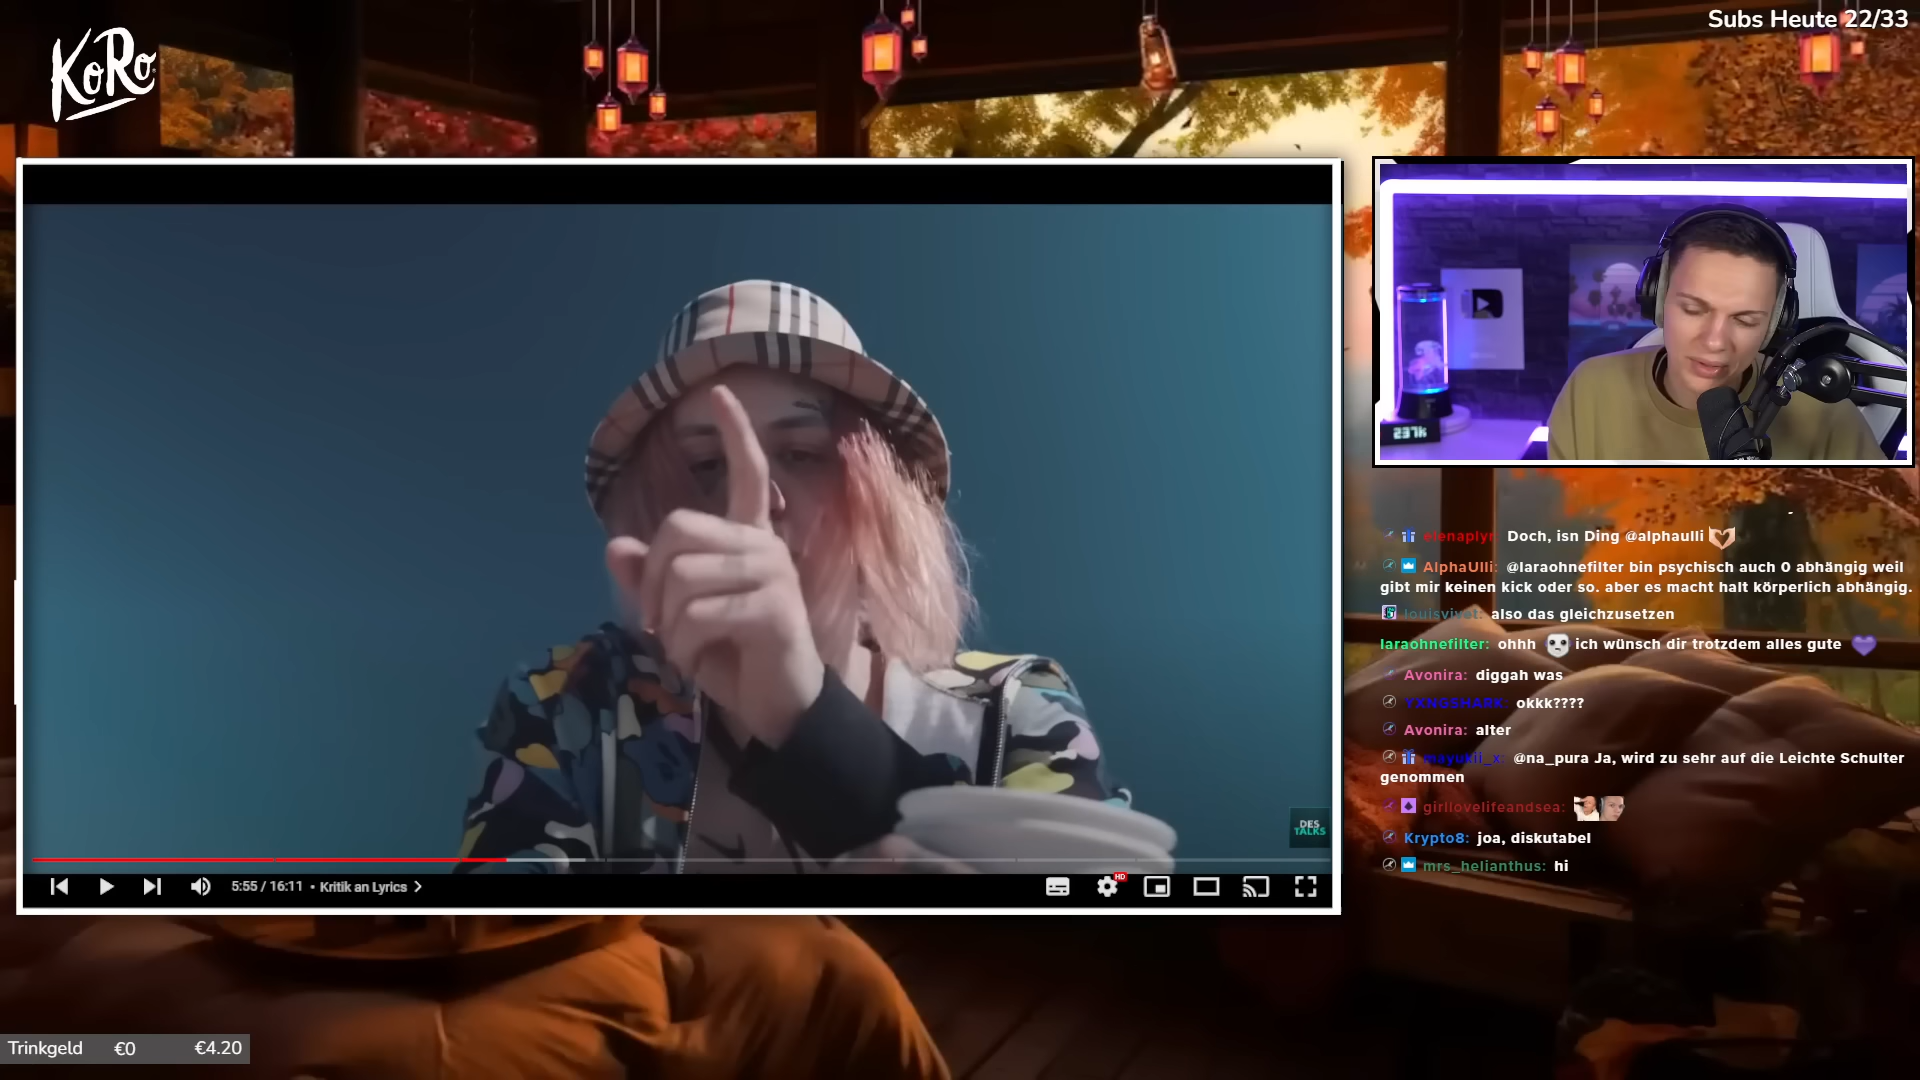 Subs Heute 22/33
KoRo
237k
elenaplyr Doch, isn Ding @alphaulli
AlphaUlli: @laraohnefilter bin psychisch auch 0 abhängig weil
gibt mir keinen kick oder so. aber es macht halt körperlich abhängig.
also das gleichzusetzen
laraohnefilter: ohhh ich wünsch dir trotzdem alles gute
Avonira: diggah was
YXNGSHARK: okkk????
Avonira: alter
mayukii_x: @na_pura Ja, wird zu sehr auf die Leichte Schulter
genommen
girllovelifeandsea:
Krypto8: joa, diskutabel
mrs_helianthus: hi
DES
TALKS
5:55 / 16:11 • Kritik an Lyrics
HD
Trinkgeld €0 €4.20